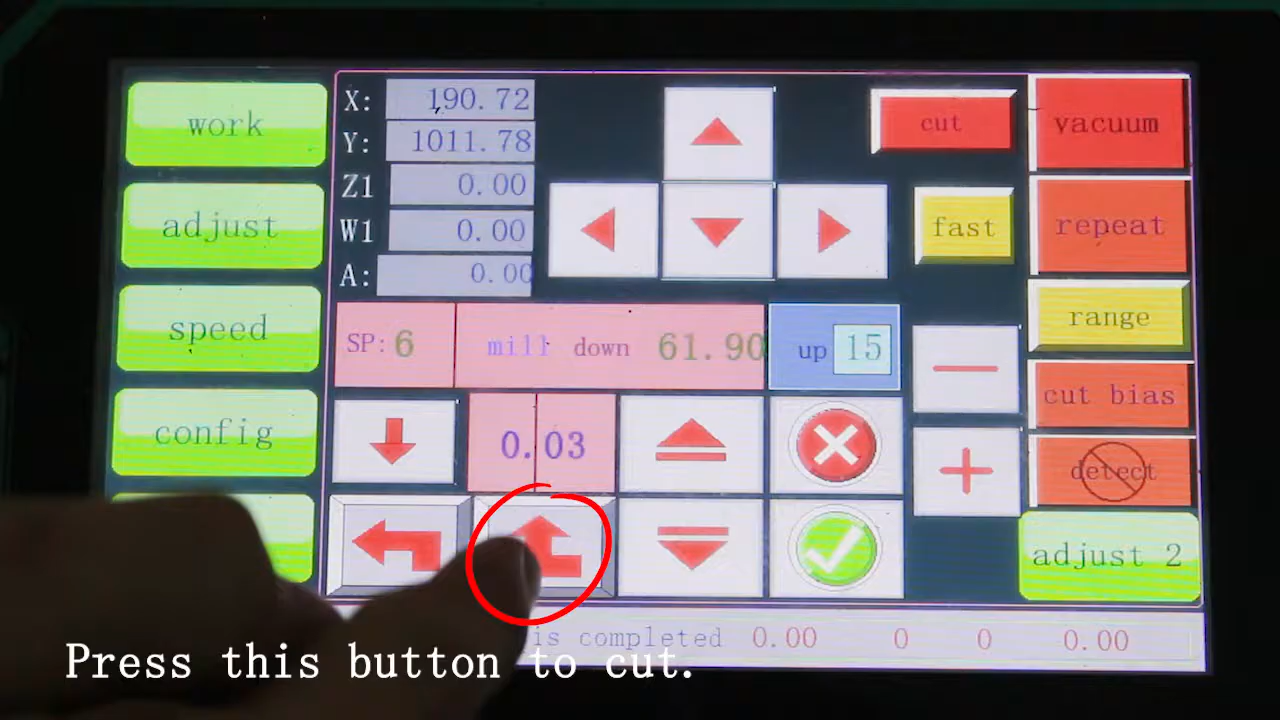 work
adjust
speed
config
X: 190.72
Y: 1011.78
Z1 0.00
W1 0.00
A: 0.00
cut
fast
vacuum
repeat
range
cut bias
detect
adjust 2
SP: 6
mill down 61.90
up 15
0.03
is completed 0.00 0 0 0.00
Press this button to cut.